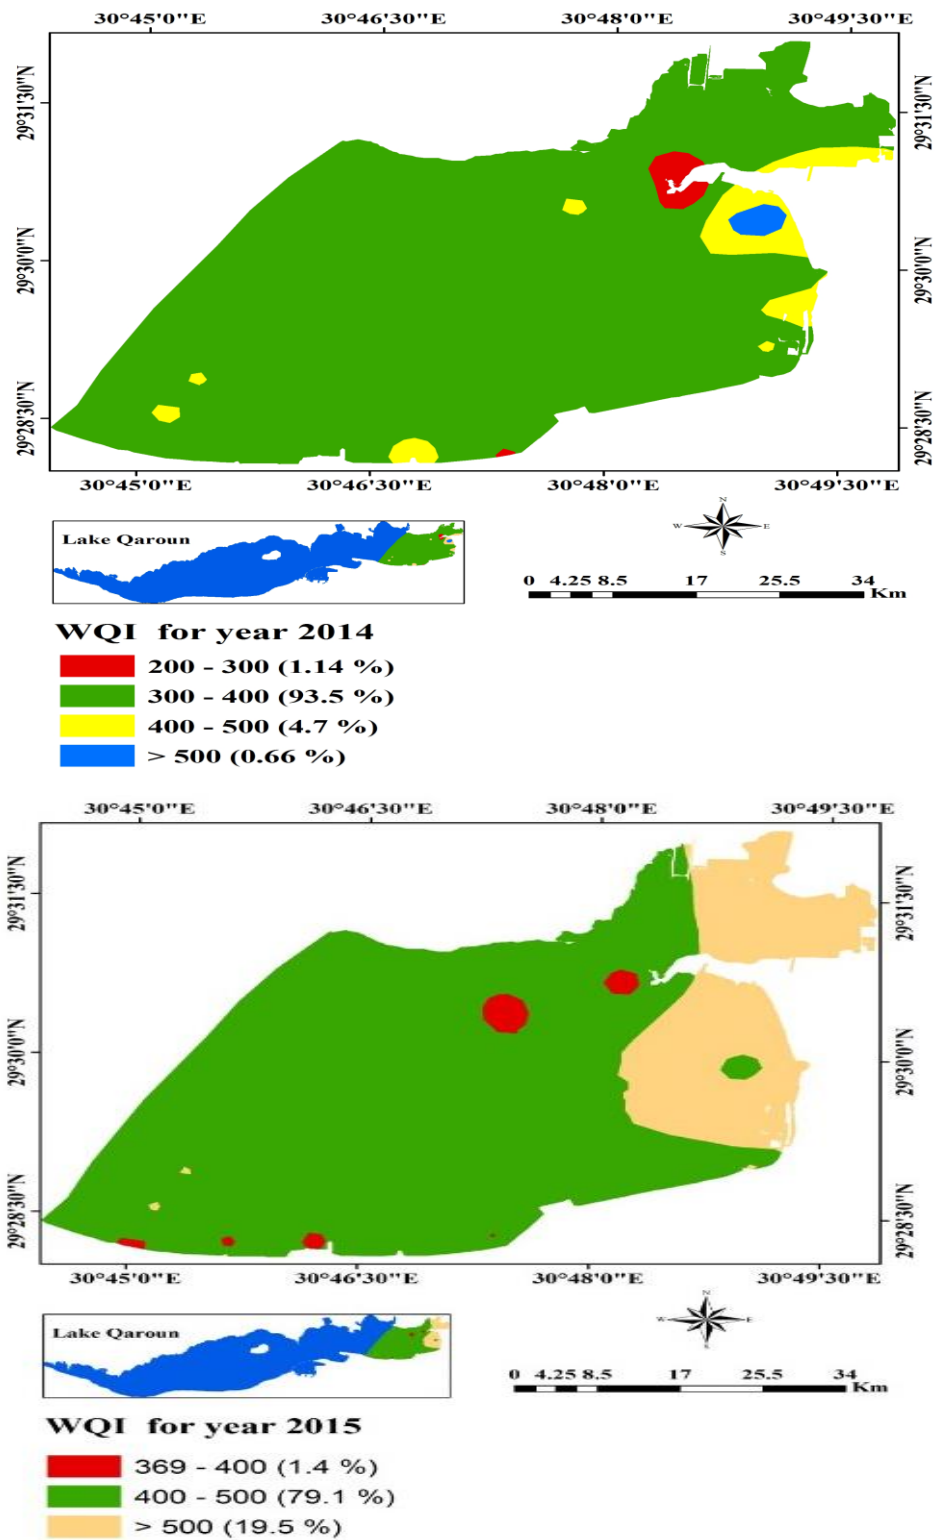 30°45'0"E 30°46'30"E 30°48'0"E 30°49'30"E
29°31'30"N 29°31'30"N
29°30'0"N 29°30'0"N
29°28'30"N 29°28'30"N
30°45'0"E 30°46'30"E 30°48'0"E 30°49'30"E
Lake Qaroun
N
W E
S
0 4.25 8.5 17 25.5 34
Km
WQI for year 2014
200 - 300 (1.14 %)
300 - 400 (93.5 %)
400 - 500 (4.7 %)
> 500 (0.66 %)
30°45'0"E 30°46'30"E 30°48'0"E 30°49'30"E
29°31'30"N 29°31'30"N
29°30'0"N 29°30'0"N
29°28'30"N 29°28'30"N
30°45'0"E 30°46'30"E 30°48'0"E 30°49'30"E
Lake Qaroun
N
W E
S
0 4.25 8.5 17 25.5 34
Km
WQI for year 2015
369 - 400 (1.4 %)
400 - 500 (79.1 %)
> 500 (19.5 %)